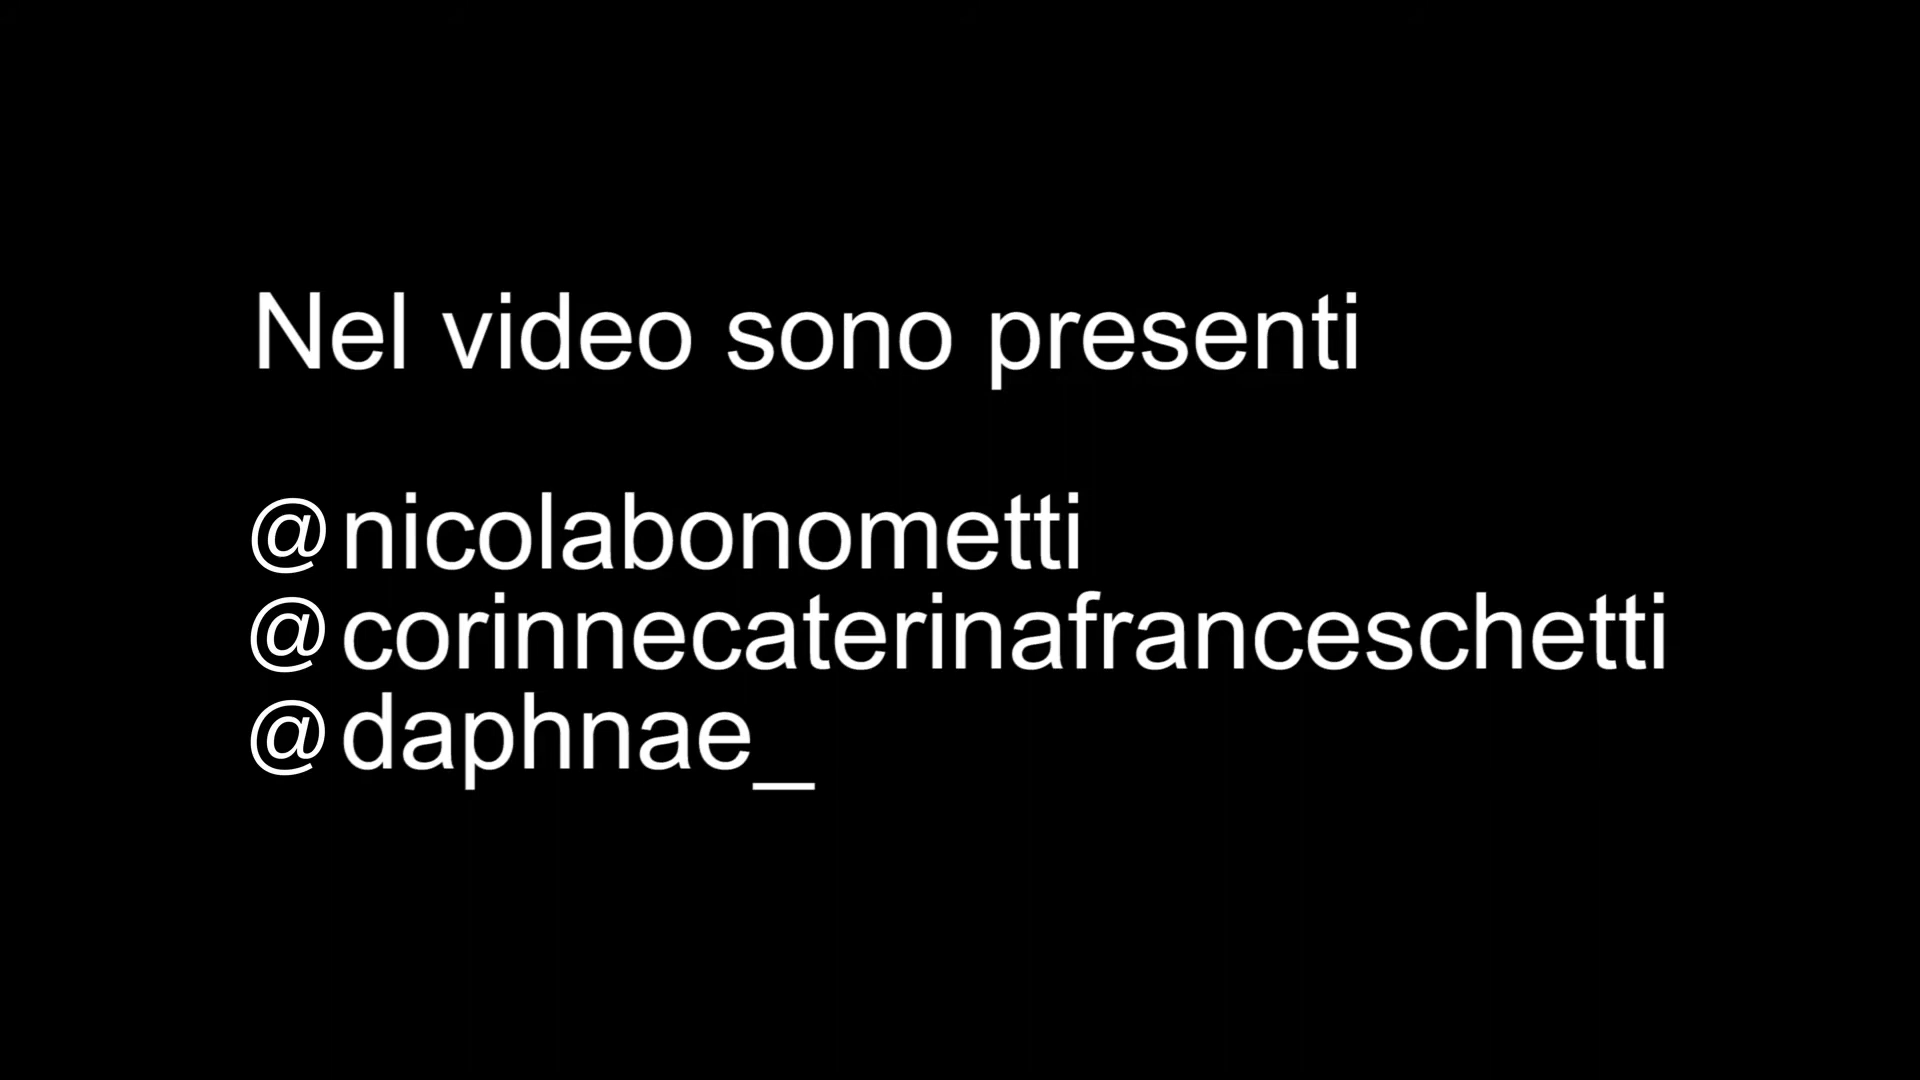 Nel video sono presenti
@nicolabonometti
@corinnecaterinafranceschetti
@daphnae_